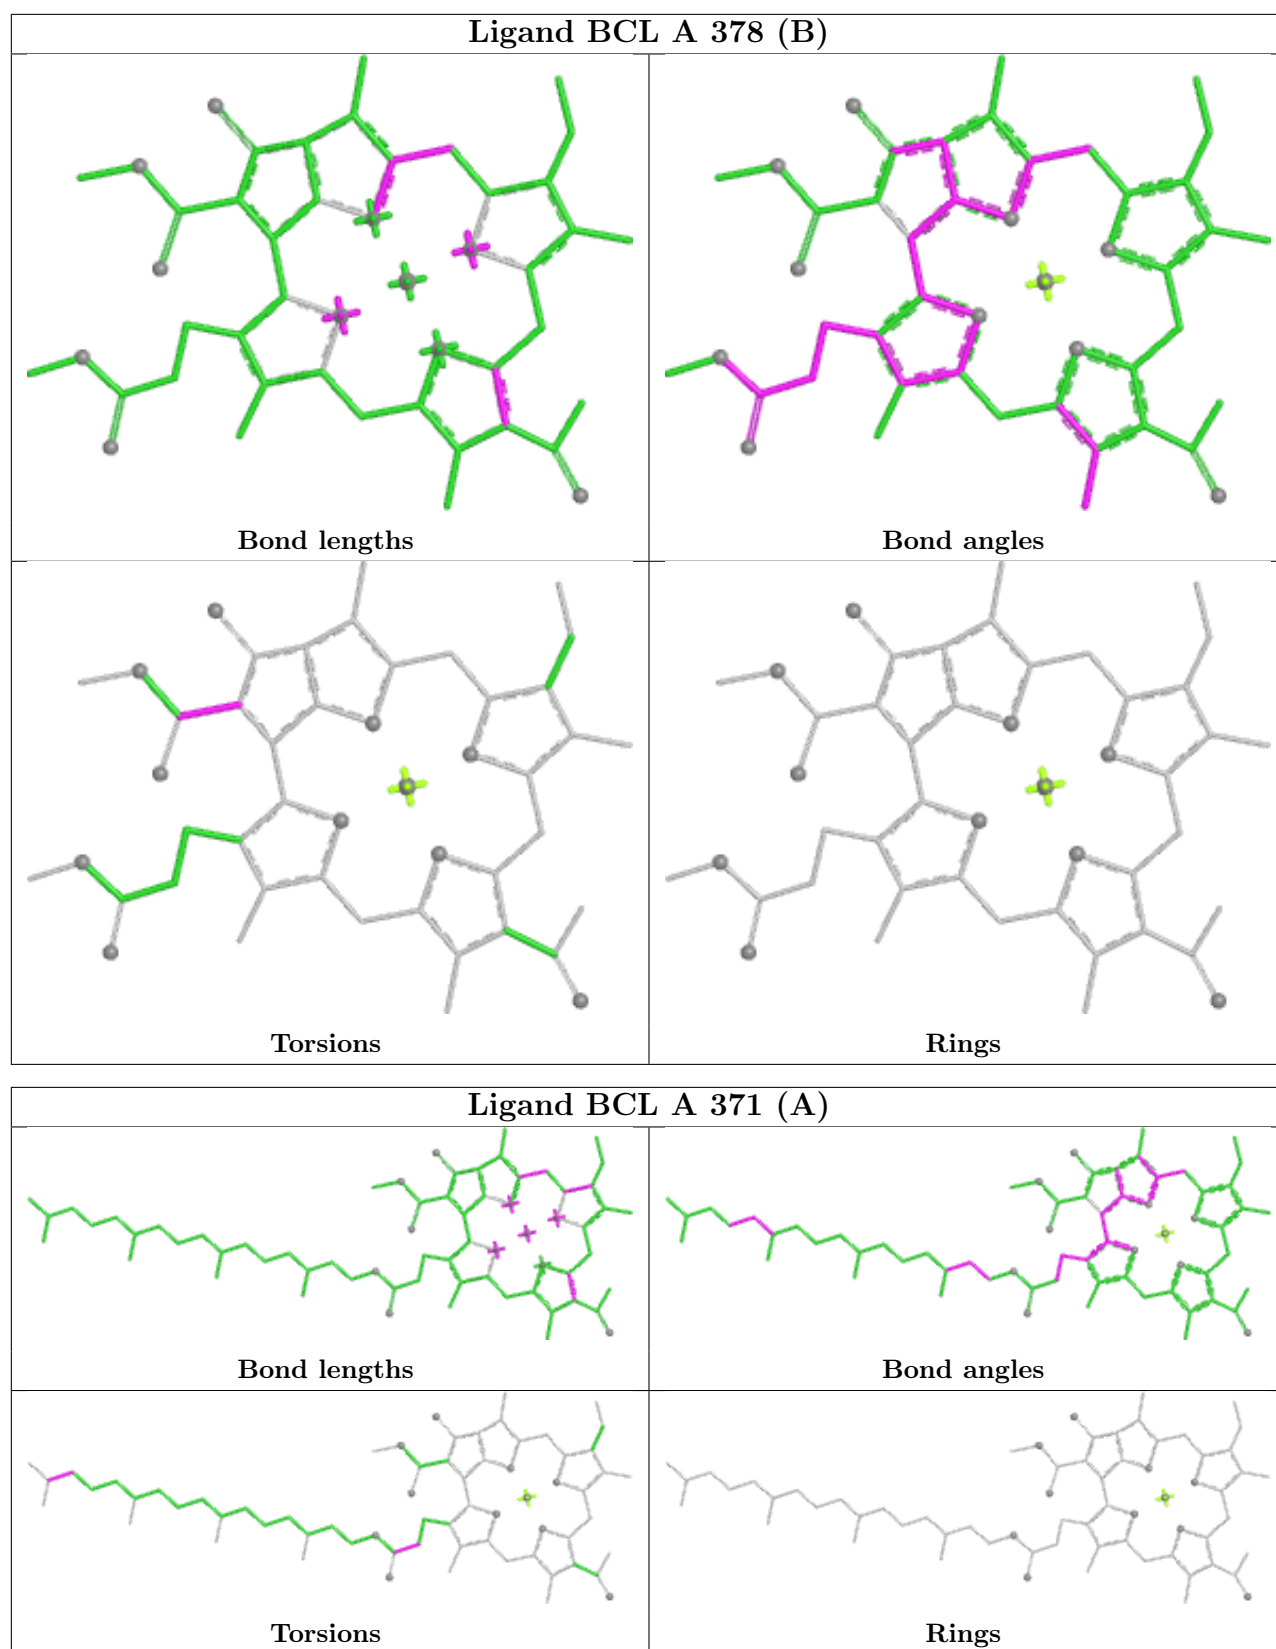 Ligand BCL A 378 (B)
Bond lengths
Bond angles
Torsions
Rings
Ligand BCL A 371 (A)
Bond lengths
Bond angles
Torsions
Rings